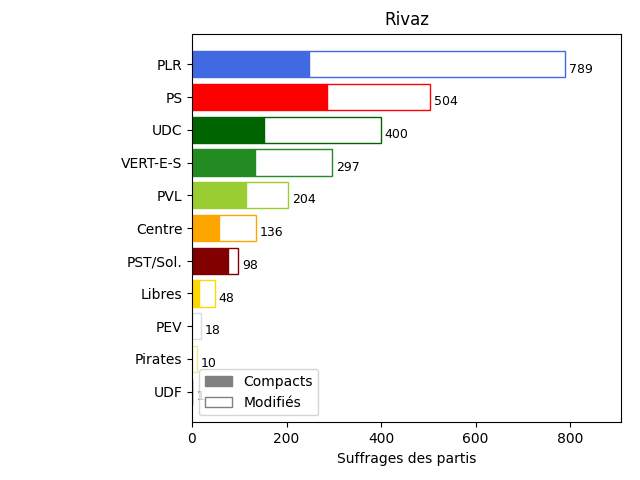 Rivaz
PLR 789
PS 504
UDC 400
VERT-E-S 297
PVL 204
Centre 136
PST/Sol. 98
Libres 48
PEV 18
Pirates 10
UDF
Compacts
Modifiés
0 200 400 600 800
Suffrages des partis